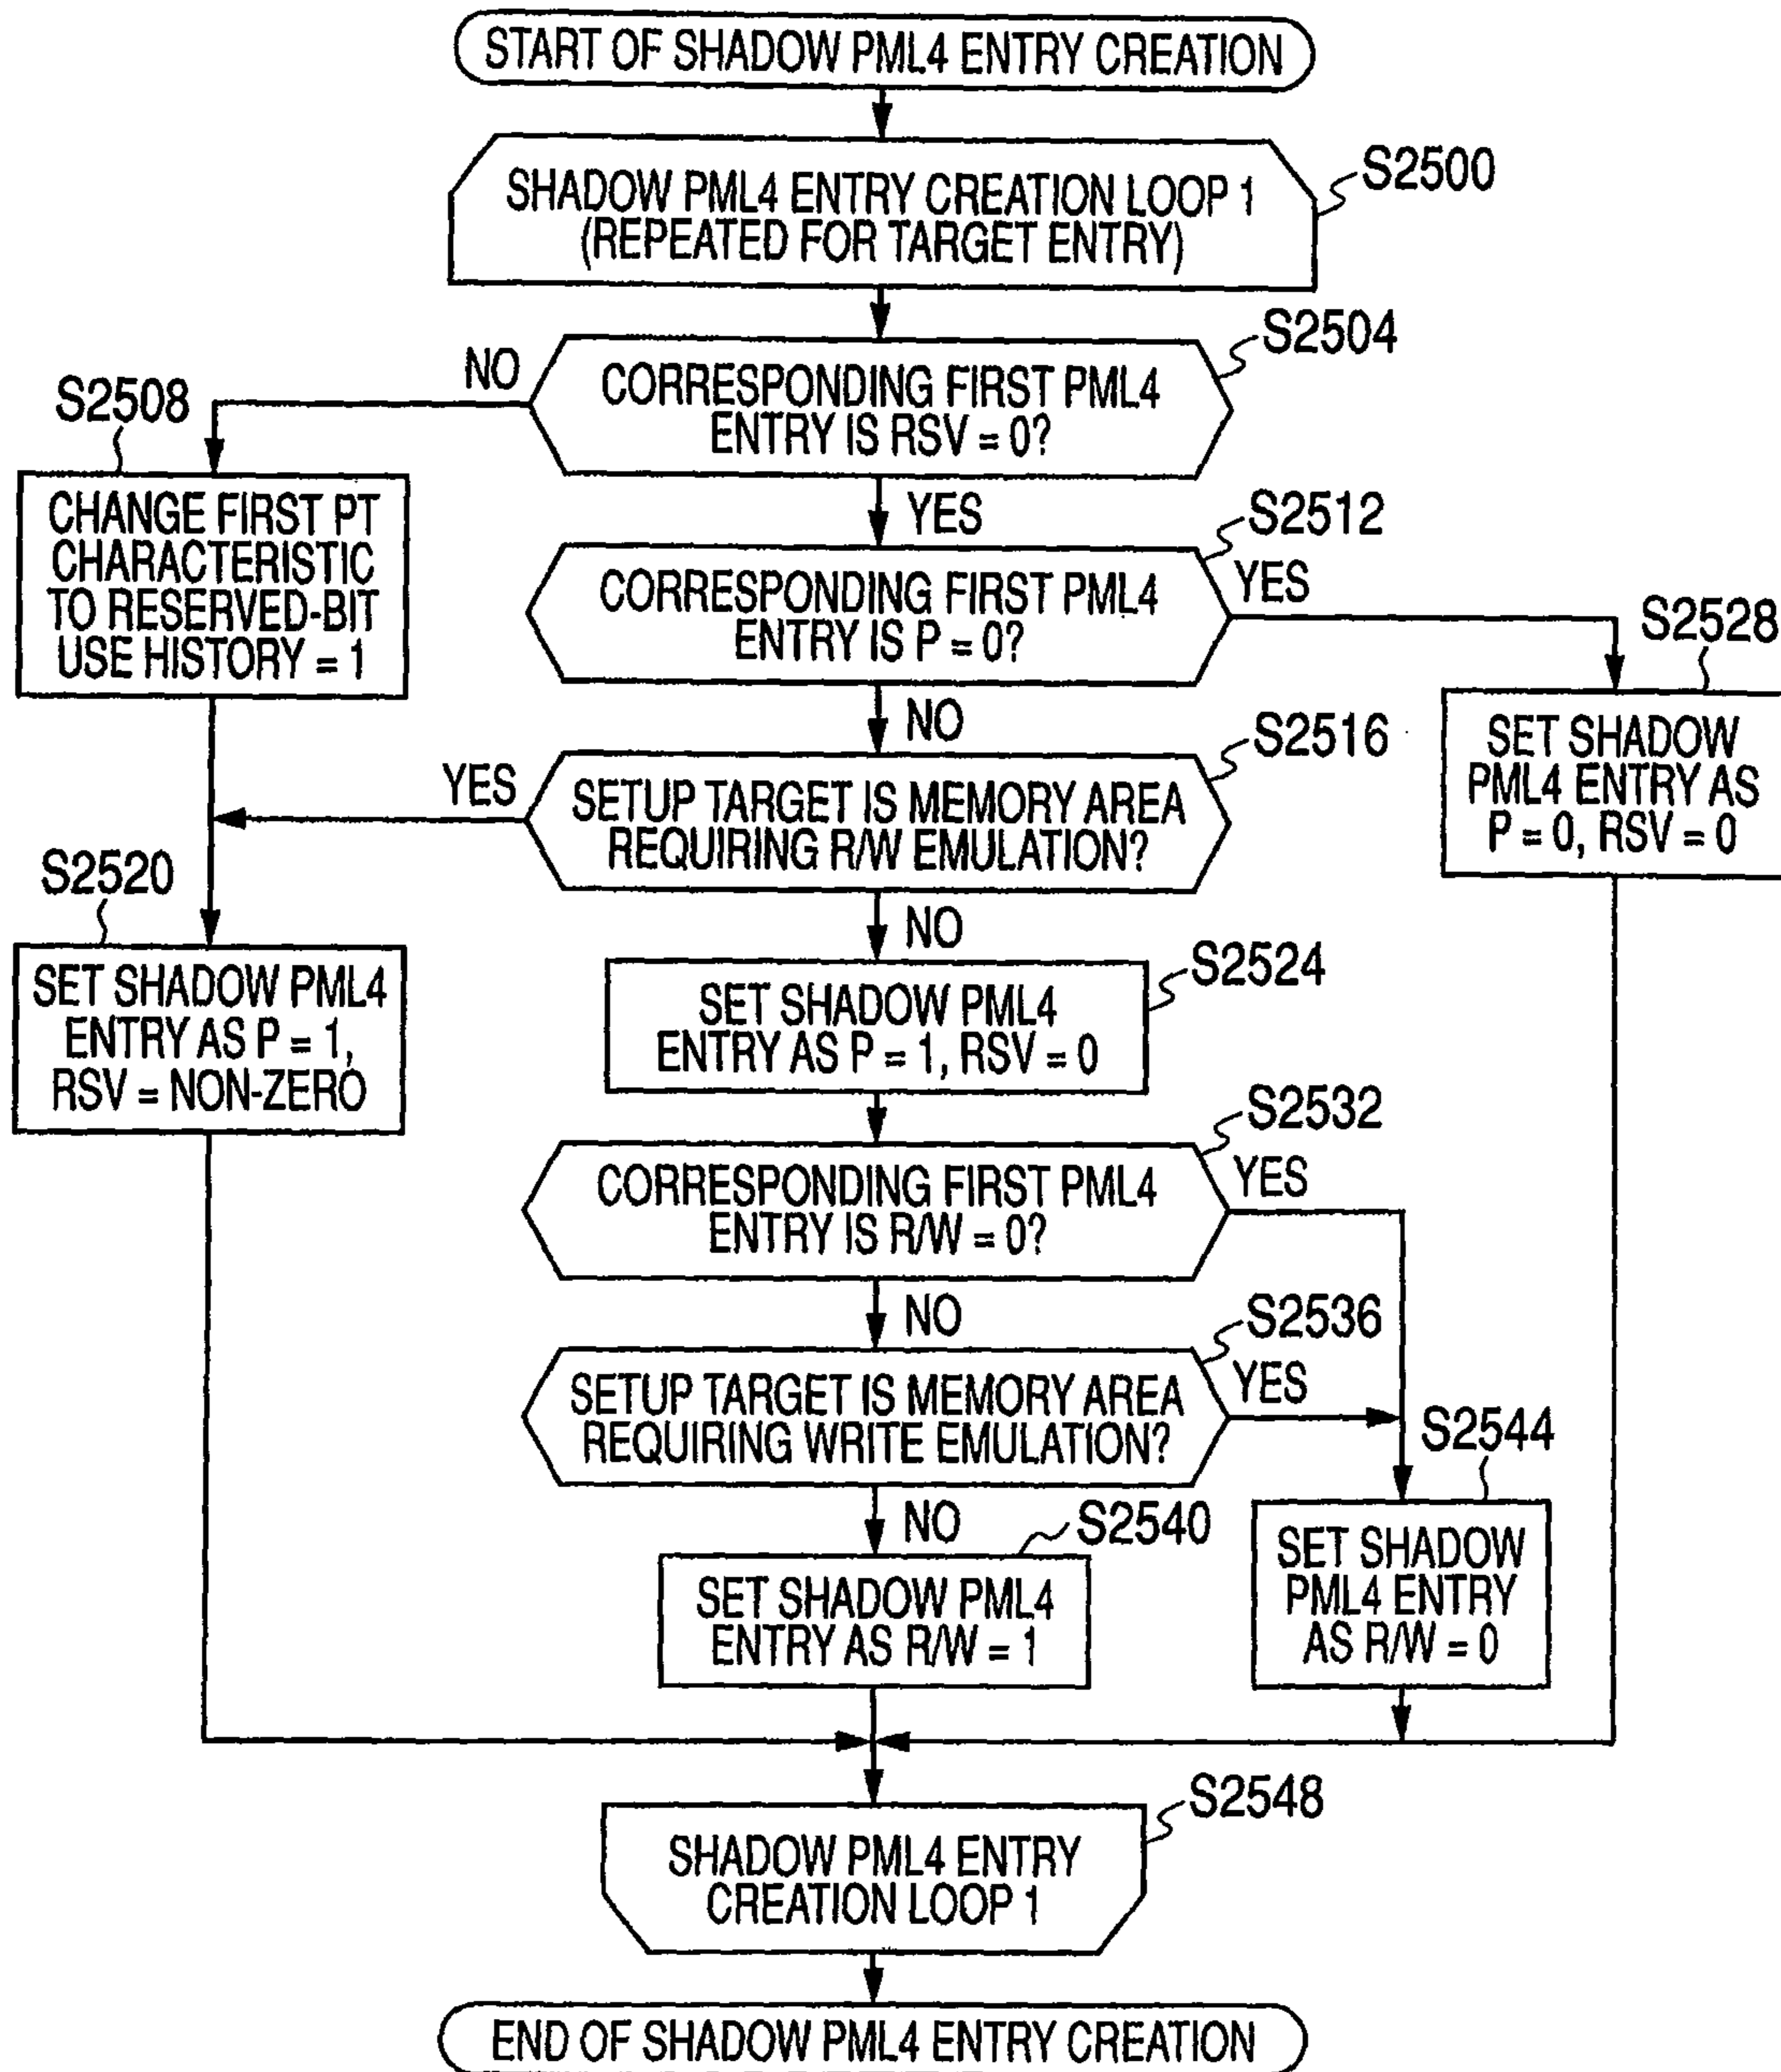 START OF SHADOW PML4 ENTRY CREATION
SHADOW PML4 ENTRY CREATION LOOP 1
(REPEATED FOR TARGET ENTRY)
S2500
S2504
CORRESPONDING FIRST PML4
ENTRY IS RSV = 0?
NO
YES
S2508
CHANGE FIRST PT
CHARACTERISTIC
TO RESERVED-BIT
USE HISTORY = 1
S2512
CORRESPONDING FIRST PML4
ENTRY IS P = 0?
YES
NO
S2528
SET SHADOW
PML4 ENTRY AS
P = 0, RSV = 0
S2516
SETUP TARGET IS MEMORY AREA
REQUIRING R/W EMULATION?
YES
NO
S2520
SET SHADOW PML4
ENTRY AS P = 1,
RSV = NON-ZERO
S2524
SET SHADOW PML4
ENTRY AS P = 1, RSV = 0
S2532
CORRESPONDING FIRST PML4
ENTRY IS R/W = 0?
YES
NO
S2536
SETUP TARGET IS MEMORY AREA
REQUIRING WRITE EMULATION?
YES
NO
S2544
SET SHADOW
PML4 ENTRY
AS R/W = 0
S2540
SET SHADOW PML4
ENTRY AS R/W = 1
S2548
SHADOW PML4 ENTRY
CREATION LOOP 1
END OF SHADOW PML4 ENTRY CREATION